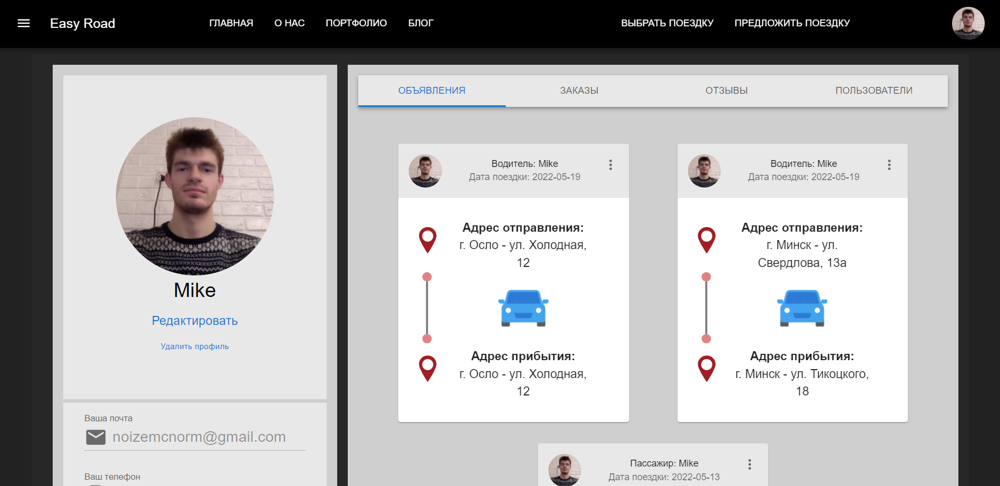 Easy Road
ГЛАВНАЯ
О НАС
ПОРТФОЛИО
БЛОГ
ВЫБРАТЬ ПОЕЗДКУ
ПРЕДЛОЖИТЬ ПОЕЗДКУ
Mike
Редактировать
Удалить профиль
Ваша почта
noizemcnorm@gmail.com
Ваш телефон
ОБЪЯВЛЕНИЯ
ЗАКАЗЫ
ОТЗЫВЫ
ПОЛЬЗОВАТЕЛИ
Водитель: Mike
Дата поездки: 2022-05-19
Адрес отправления:
г. Осло - ул. Холодная,
12
Адрес прибытия:
г. Осло - ул. Холодная,
12
Водитель: Mike
Дата поездки: 2022-05-19
Адрес отправления:
г. Минск - ул.
Свердлова, 13а
Адрес прибытия:
г. Минск - ул. Тикоцкого,
18
Пассажир: Mike
Дата поездки: 2022-05-13